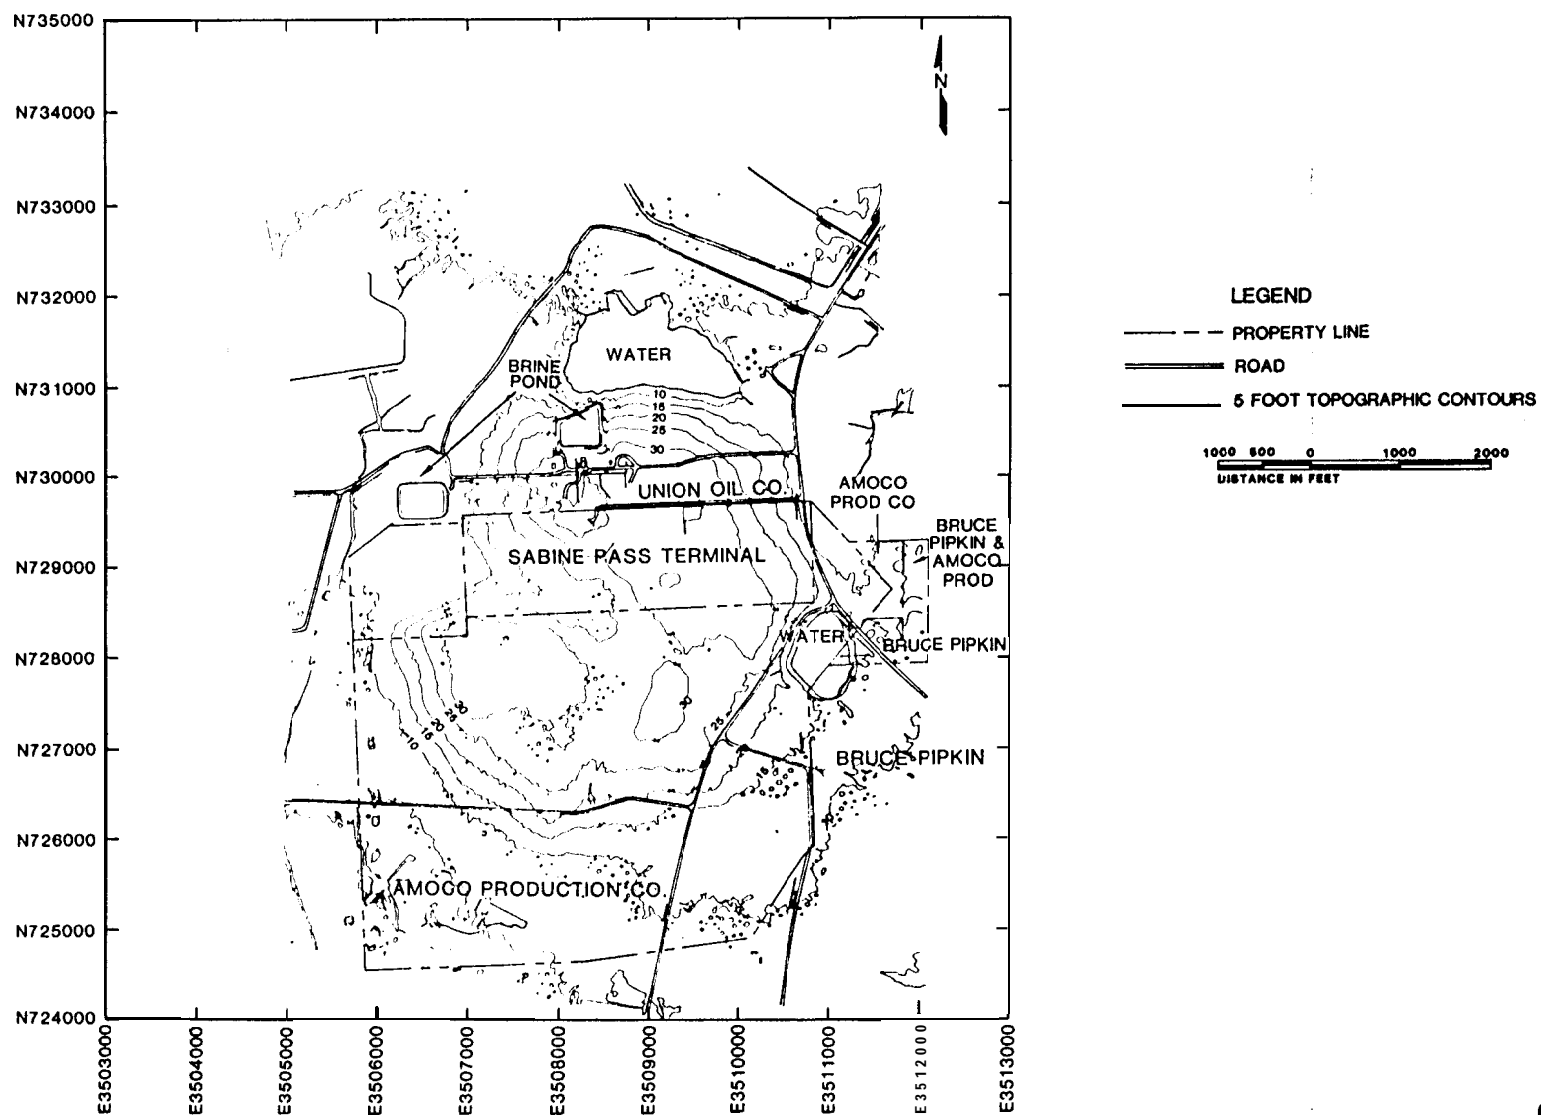 N735000
N734000
N733000
N732000
N731000
N730000
N729000
N728000
N727000
N726000
N725000
N724000
E3503000
E3504000
E3505000
E3506000
E3507000
E3508000
E3509000
E3510000
E3511000
E3512000
E3513000
N
WATER
BRINE
POND
10
15
20
25
30
UNION OIL CO.
AMOCO
PROD CO
BRUCE
PIPKIN &
AMOCO
PROD
SABINE PASS TERMINAL
WATER
BRUCE PIPKIN
30
25
20
15
10
30
25
15
BRUCE PIPKIN
AMOCO PRODUCTION CO
LEGEND
PROPERTY LINE
ROAD
5 FOOT TOPOGRAPHIC CONTOURS
1000 500 0 1000 2000
DISTANCE IN FEET